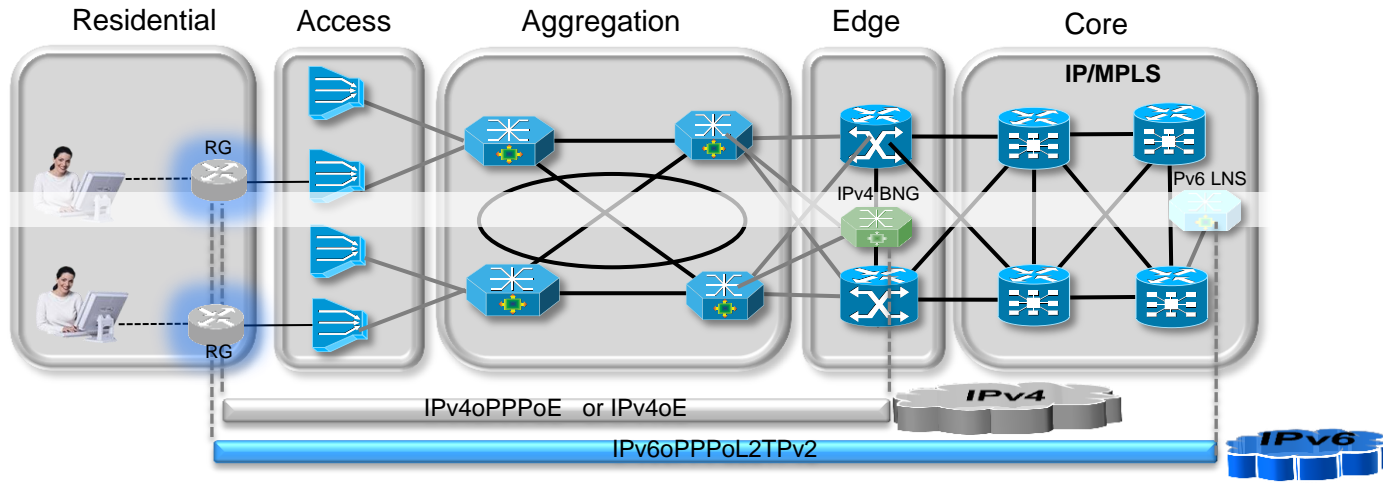 Residential
Access
Aggregation
Edge
Core
IP/MPLS
RG
IPv4 BNG
Pv6 LNS
RG
IPv4oPPPoE or IPv4oE
IPv4
IPv6oPPPoL2TPv2
IPv6